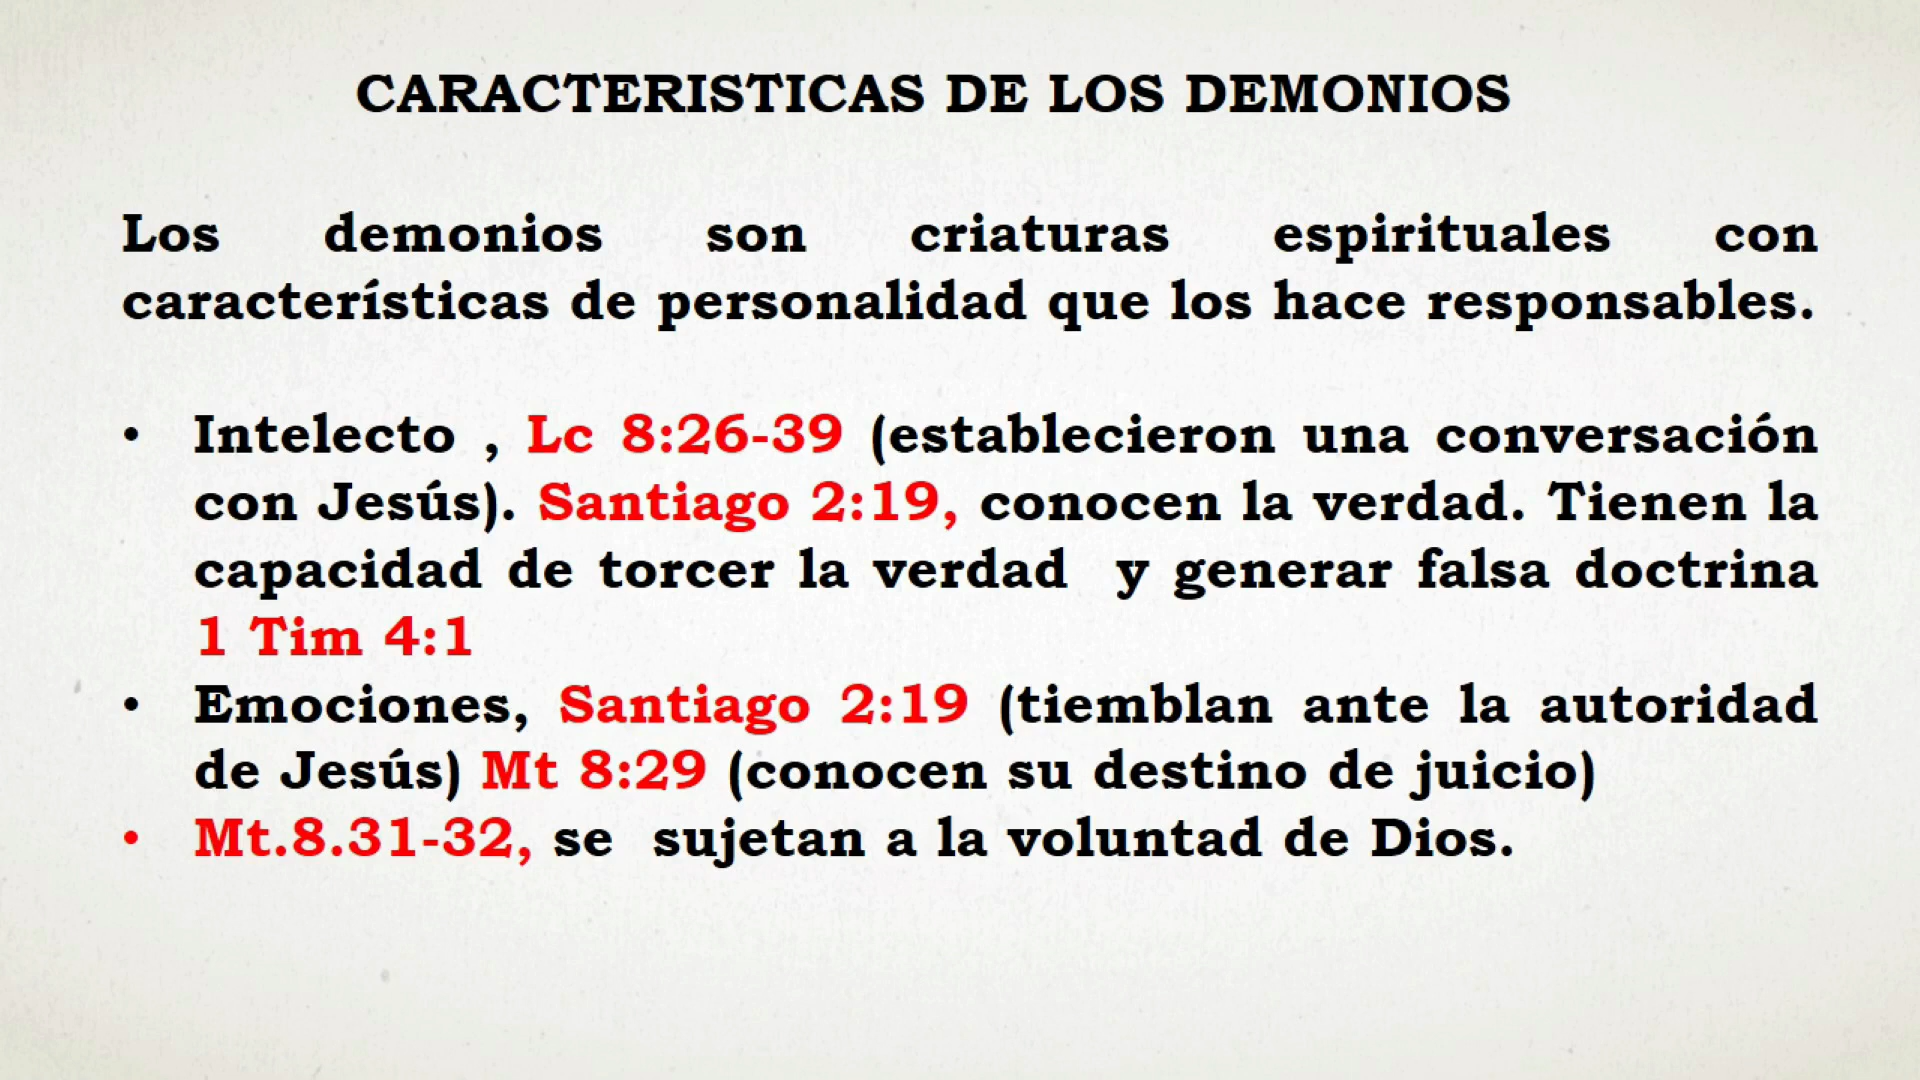 CARACTERISTICAS DE LOS DEMONIOS
Los demonios son criaturas espirituales con
características de personalidad que los hace responsables.
• Intelecto , Lc 8:26-39 (establecieron una conversación
con Jesús). Santiago 2:19, conocen la verdad. Tienen la
capacidad de torcer la verdad y generar falsa doctrina
1 Tim 4:1
• Emociones, Santiago 2:19 (tiemblan ante la autoridad
de Jesús) Mt 8:29 (conocen su destino de juicio)
• Mt.8.31-32, se sujetan a la voluntad de Dios.